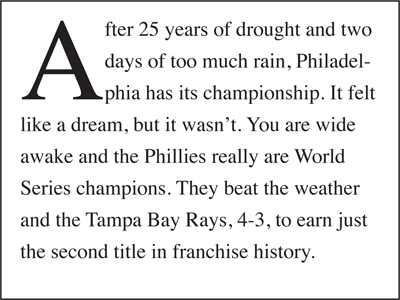 After 25 years of drought and two
days of too much rain, Philadel-
phia has its championship. It felt
like a dream, but it wasn’t. You are wide
awake and the Phillies really are World
Series champions. They beat the weather
and the Tampa Bay Rays, 4-3, to earn just
the second title in franchise history.